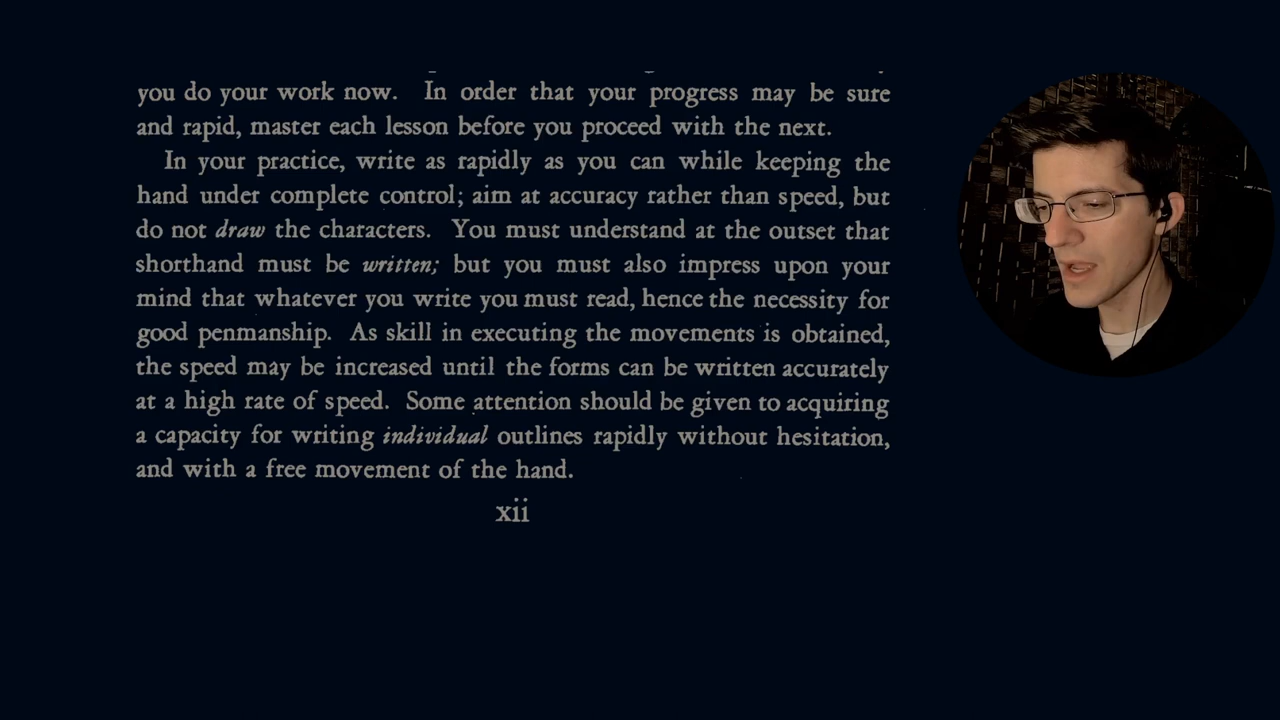 you do your work now. In order that your progress may be sure
and rapid, master each lesson before you proceed with the next.
In your practice, write as rapidly as you can while keeping the
hand under complete control; aim at accuracy rather than speed, but
do not draw the characters. You must understand at the outset that
shorthand must be written; but you must also impress upon your
mind that whatever you write you must read, hence the necessity for
good penmanship. As skill in executing the movements is obtained,
the speed may be increased until the forms can be written accurately
at a high rate of speed. Some attention should be given to acquiring
a capacity for writing individual outlines rapidly without hesitation,
and with a free movement of the hand.
xii